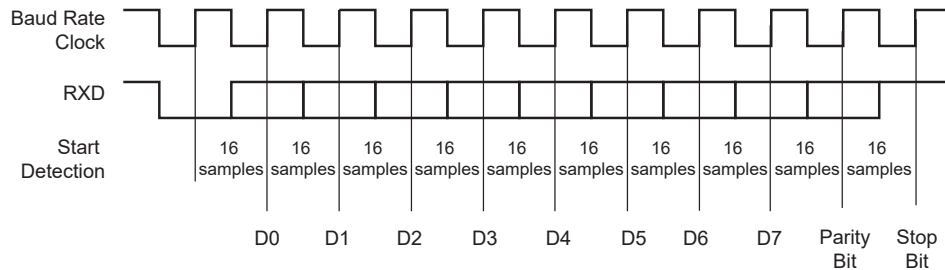 Baud Rate
Clock
RXD
Start
Detection
16 16 16 16 16 16 16 16 16 16
samples samples samples samples samples samples samples samples samples samples
D0 D1 D2 D3 D4 D5 D6 D7 Parity Stop
Bit Bit